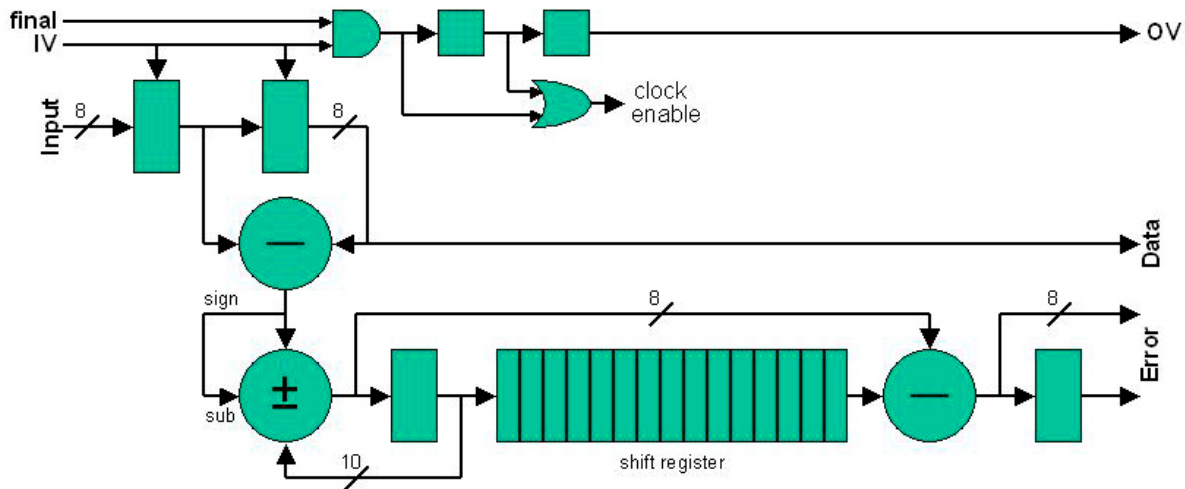 final
IV
OV
clock
enable
8
8
Input
—
Data
sign
8
8
±
—
Error
sub
10
shift register